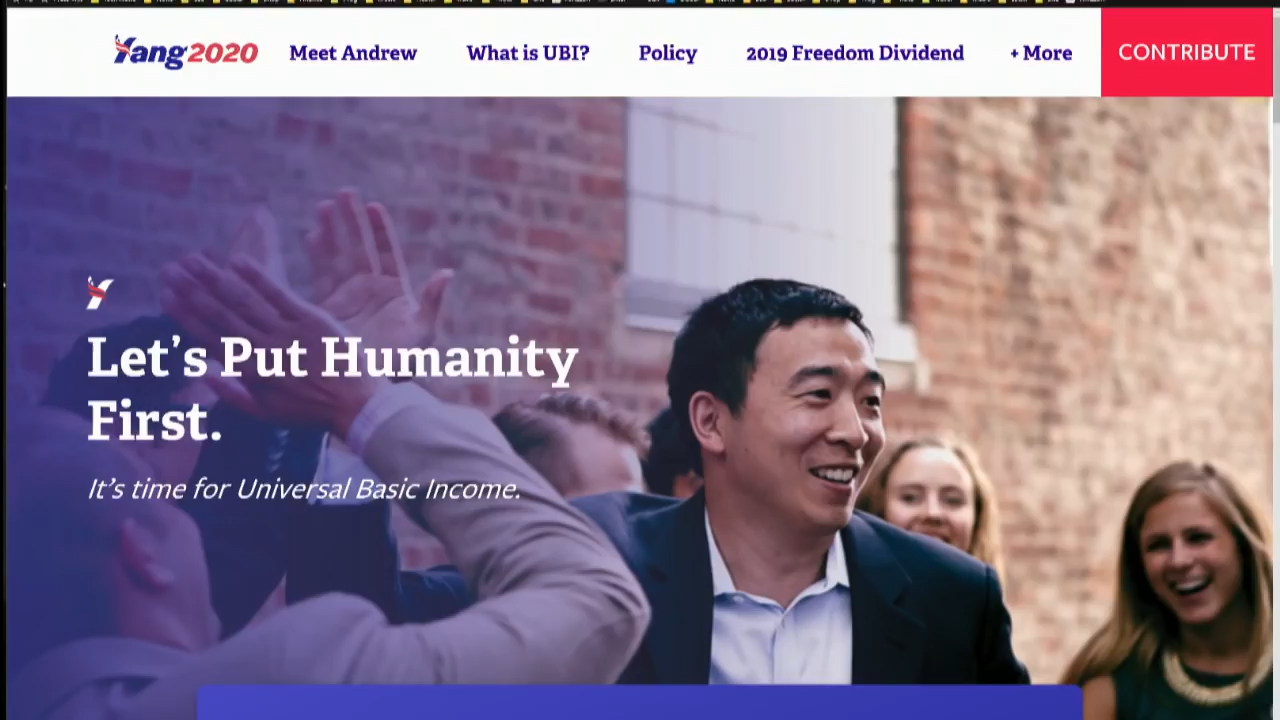 Yang2020
Meet Andrew
What is UBI?
Policy
2019 Freedom Dividend
+ More
CONTRIBUTE
Let's Put Humanity
First.
It's time for Universal Basic Income.